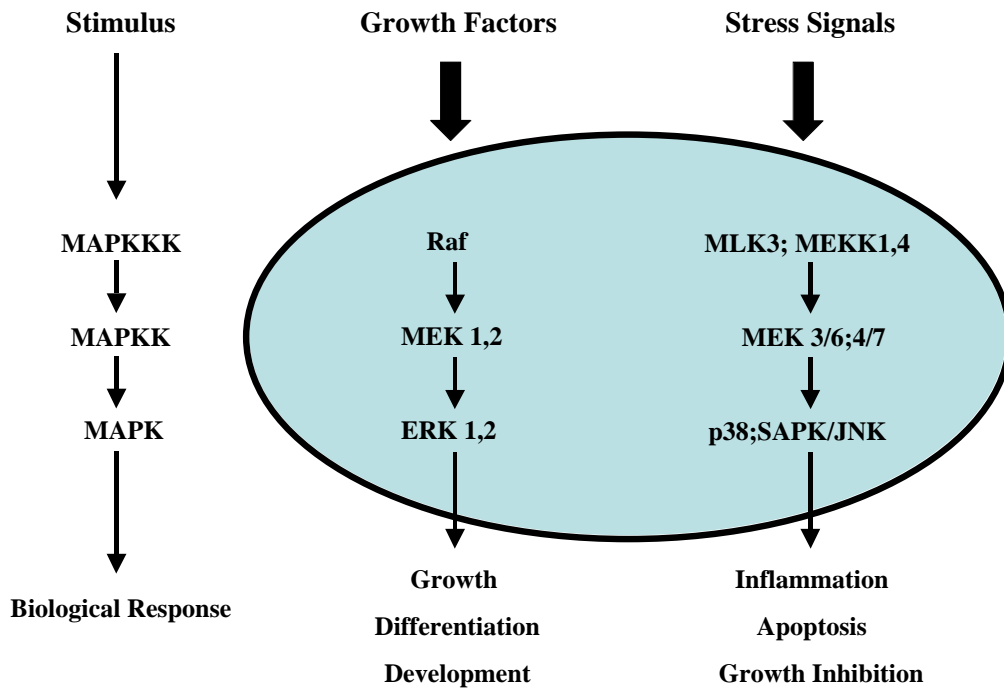 Stimulus
Growth Factors
Stress Signals
MAPKKK
Raf
MLK3; MEKK1,4
MAPKK
MEK 1,2
MEK 3/6;4/7
MAPK
ERK 1,2
p38;SAPK/JNK
Biological Response
Growth
Differentiation
Development
Inflammation
Apoptosis
Growth Inhibition